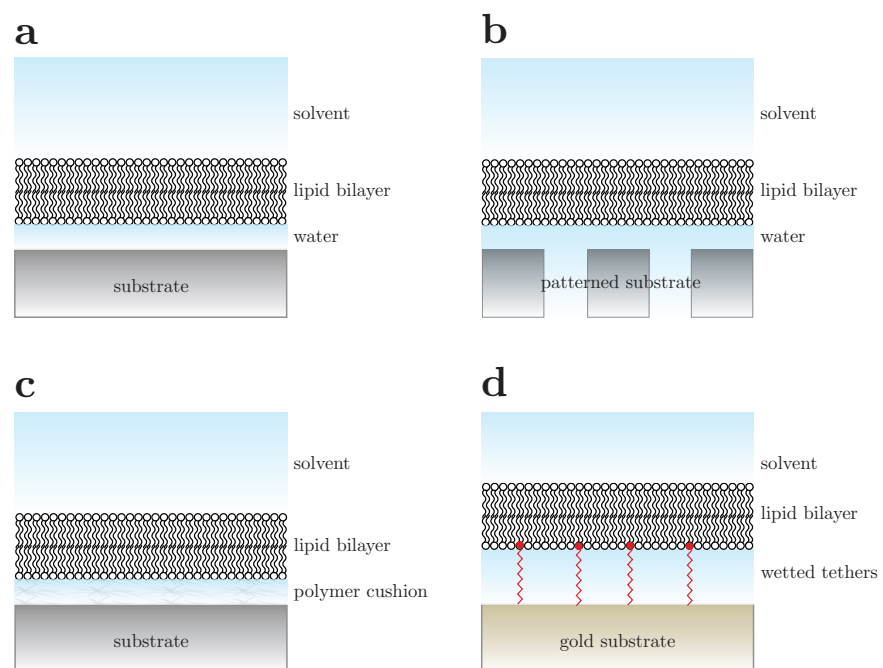 a
solvent
lipid bilayer
water
substrate
b
solvent
lipid bilayer
water
patterned substrate
c
solvent
lipid bilayer
polymer cushion
substrate
d
solvent
lipid bilayer
wetted tethers
gold substrate